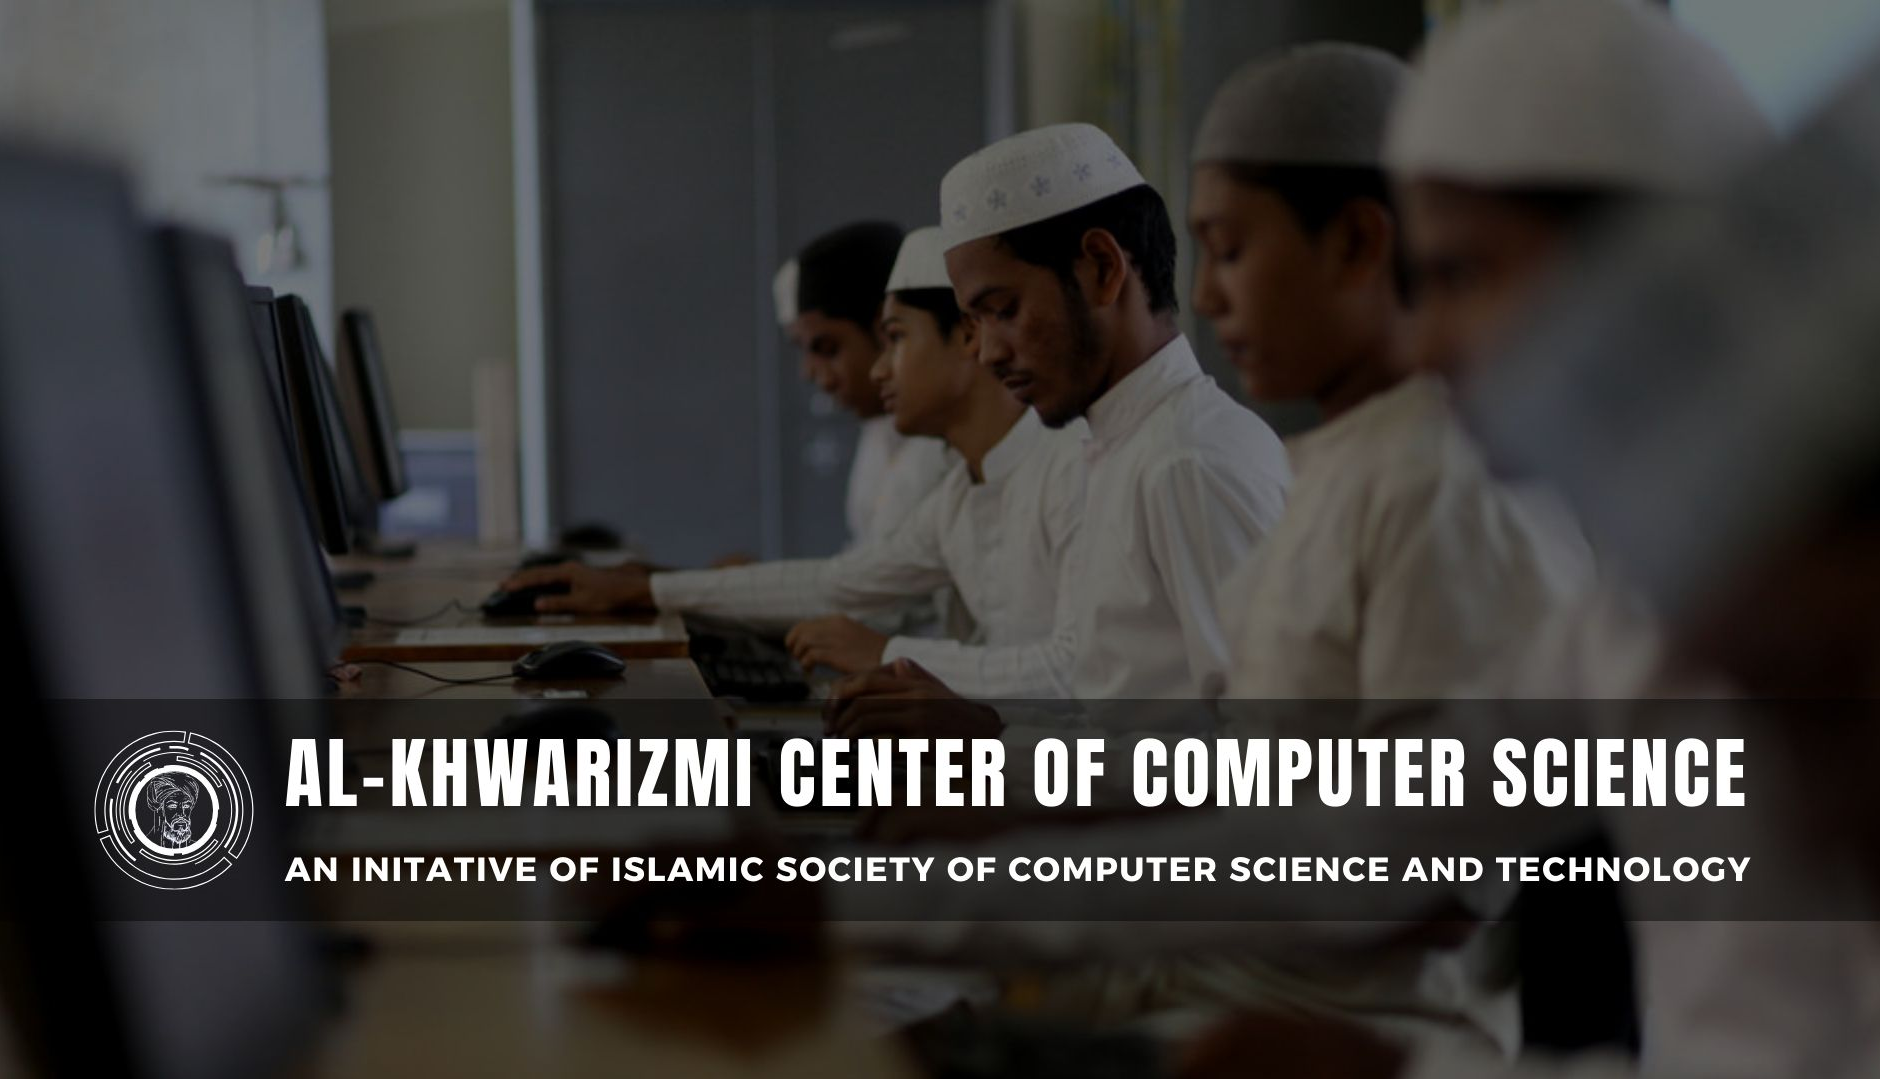 AL-KHWARIZMI CENTER OF COMPUTER SCIENCE
AN INITATIVE OF ISLAMIC SOCIETY OF COMPUTER SCIENCE AND TECHNOLOGY